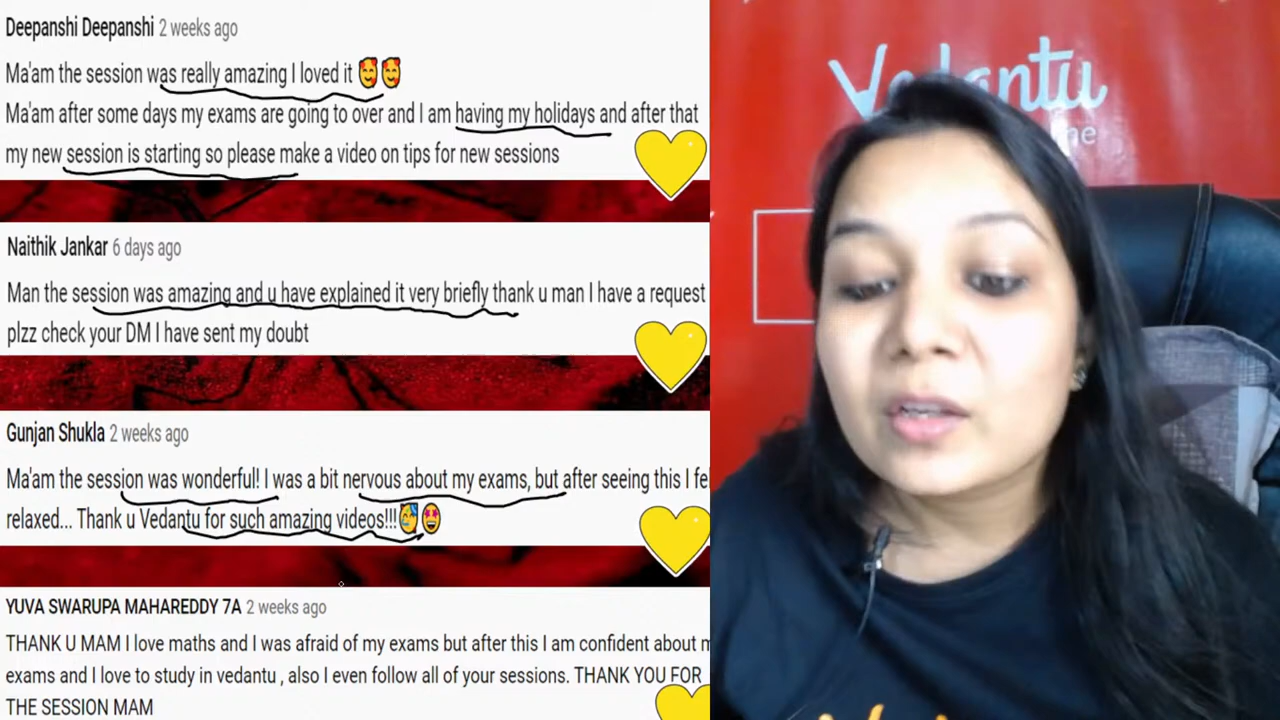 Deepanshi Deepanshi 2 weeks ago
Ma'am the session was really amazing I loved it 🥰🥰
Ma'am after some days my exams are going to over and I am having my holidays and after that
my new session is starting so please make a video on tips for new sessions
Naithik Jankar 6 days ago
Man the session was amazing and u have explained it very briefly thank u man I have a request
plzz check your DM I have sent my doubt
Gunjan Shukla 2 weeks ago
Ma'am the session was wonderful! I was a bit nervous about my exams, but after seeing this I fe
relaxed... Thank u Vedantu for such amazing videos!!!🥳🤩
YUVA SWARUPA MAHAREDDY 7A 2 weeks ago
THANK U MAM I love maths and I was afraid of my exams but after this I am confident about m
exams and I love to study in vedantu , also I even follow all of your sessions. THANK YOU FOR
THE SESSION MAM
Vedantu